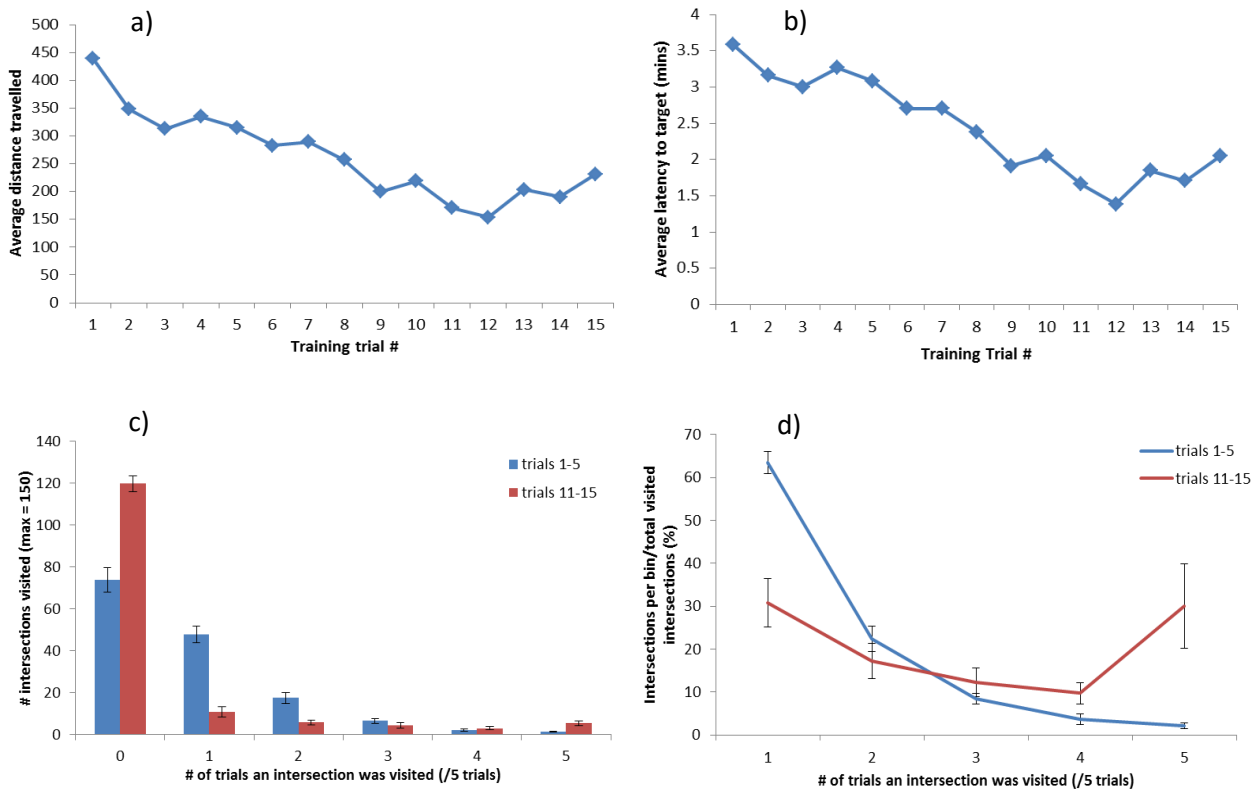 a)
500
450
400
350
300
250
200
150
100
50
0
Average distance travelled
1 2 3 4 5 6 7 8 9 10 11 12 13 14 15
Training trial #
b)
4
3.5
3
2.5
2
1.5
1
0.5
0
Average latency to target (mins)
1 2 3 4 5 6 7 8 9 10 11 12 13 14 15
Training Trial #
c)
140
120
100
80
60
40
20
0
# intersections visited (max = 150)
trials 1-5
trials 11-15
0 1 2 3 4 5
# of trials an intersection was visited (/5 trials)
d)
70
60
50
40
30
20
10
0
Intersections per bin/total visited
intersections (%)
trials 1-5
trials 11-15
1 2 3 4 5
# of trials an intersection was visited (/5 trials)